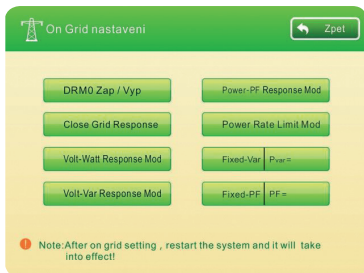 On Grid nastaveni
Zpet
DRM0 Zap / Vyp
Power-PF Response Mod
Close Grid Response
Power Rate Limit Mod
Volt-Watt Response Mod
Fixed-Var Pvar=
Volt-Var Response Mod
Fixed-PF PF=
Note:After on grid setting , restart the system and it will take
into effect!